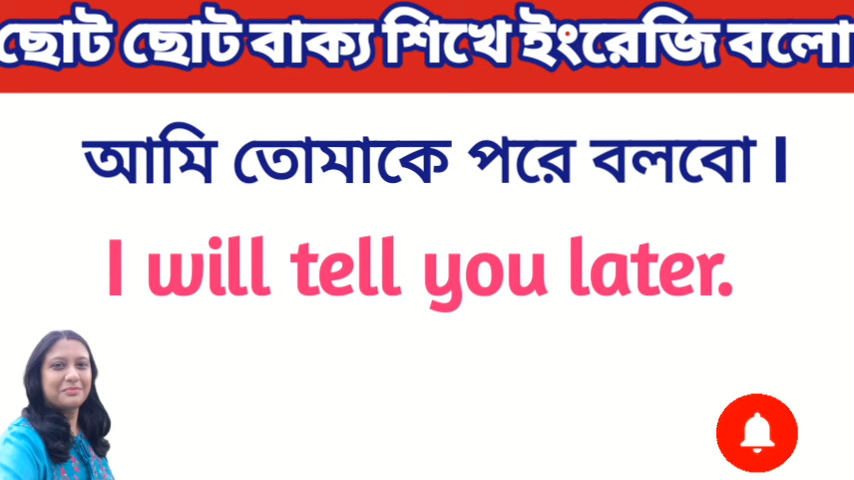 ছোট ছোট বাক্য শিখে ইংরেজি বলো
আমি তোমাকে পরে বলবো ।
I will tell you later.